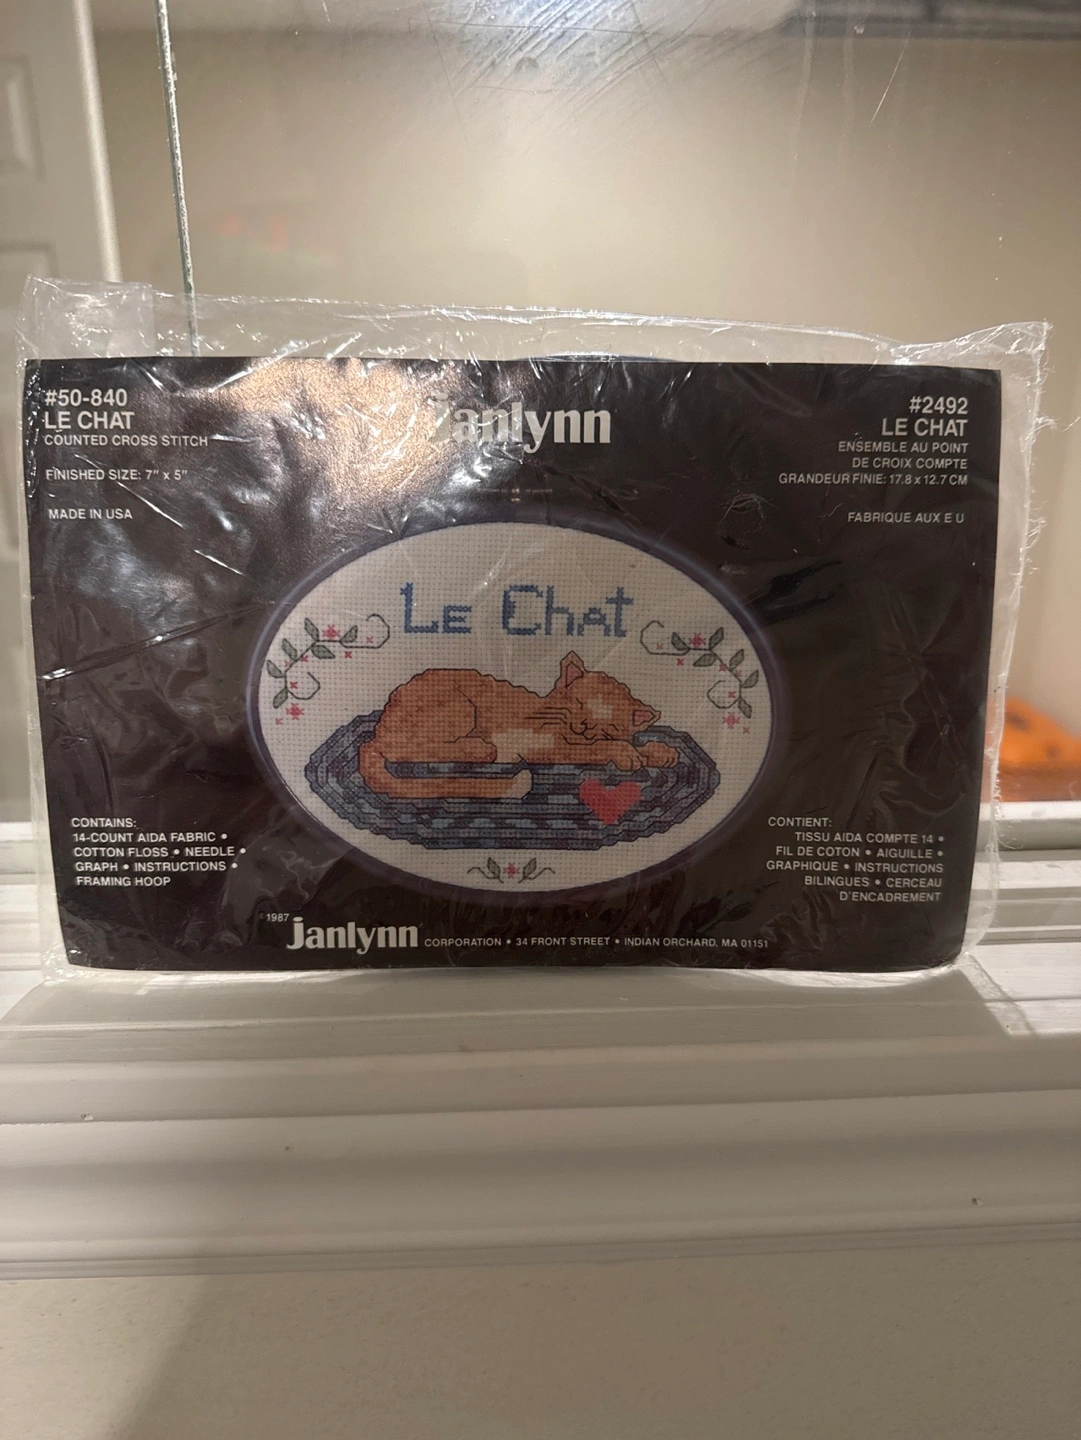 #50-840
LE CHAT
COUNTED CROSS STITCH
FINISHED SIZE: 7" x 5"
MADE IN USA
Janlynn
#2492
LE CHAT
ENSEMBLE AU POINT
DE CROIX COMPTE
GRANDEUR FINIE: 17.8 x 12.7 CM
FABRIQUE AUX E U
LE Chat
CONTAINS:
14-COUNT AIDA FABRIC •
COTTON FLOSS • NEEDLE •
GRAPH • INSTRUCTIONS •
FRAMING HOOP
CONTIENT:
TISSU AIDA COMPTE 14 •
FIL DE COTON • AIGUILLE •
GRAPHIQUE • INSTRUCTIONS
BILINGUES • CERCEAU
D'ENCADREMENT
©1987 Janlynn CORPORATION • 34 FRONT STREET • INDIAN ORCHARD, MA 01151